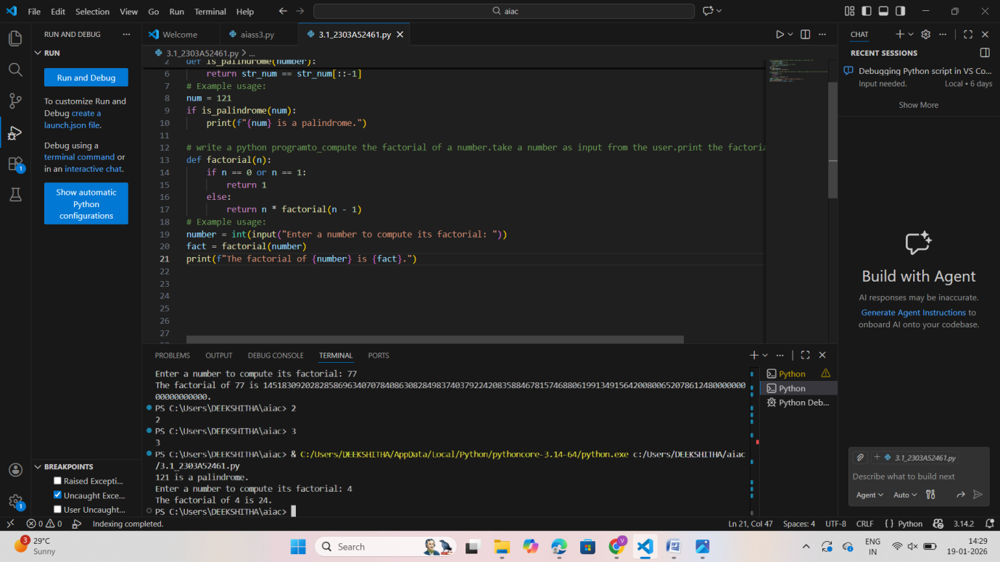 File Edit Selection View Go Run Terminal Help
aiac
RUN AND DEBUG
RUN
Run and Debug
To customize Run and
Debug create a
launch.json file.
Debug using a
terminal command or
in an interactive chat.
Show automatic
Python
configurations
BREAKPOINTS
Raised Excepti...
Uncaught Exce...
User Uncaught...
Welcome
aiass3.py
3.1_2303A52461.py
3.1_2303A52461.py > ...
2 def is_palindrome(number):
6 return str_num == str_num[::-1]
7 # Example usage:
8 num = 121
9 if is_palindrome(num):
10 print(f"{num} is a palindrome.")
11
12 # write a python programto_compute the factorial of a number.take a number as input from the user.print the factoria
13 def factorial(n):
14 if n == 0 or n == 1:
15 return 1
16 else:
17 return n * factorial(n - 1)
18 # Example usage:
19 number = int(input("Enter a number to compute its factorial: "))
20 fact = factorial(number)
21 print(f"The factorial of {number} is {fact}.")
22
23
24
25
26
27
PROBLEMS OUTPUT DEBUG CONSOLE TERMINAL PORTS
Enter a number to compute its factorial: 77
The factorial of 77 is
000000000000.
PS C:\Users\DEEKSHITHA\aiac> 2
2
PS C:\Users\DEEKSHITHA\aiac> 3
3
PS C:\Users\DEEKSHITHA\aiac> & C:/Users/DEEKSHITHA/AppData/Local/Python/pythoncore-3.14-64/python.exe c:/Users/DEEKSHITHA/aiac
/3.1_2303A52461.py
121 is a palindrome.
Enter a number to compute its factorial: 4
The factorial of 4 is 24.
PS C:\Users\DEEKSHITHA\aiac>
Python
Python
Python Deb...
CHAT
RECENT SESSIONS
Debugging Python script in VS Co...
Input needed. Local • 6 days
Show More
Build with Agent
AI responses may be inaccurate.
Generate Agent Instructions to
onboard AI onto your codebase.
3.1_2303A52461.py
Describe what to build next
Agent Auto
0 0 Indexing completed.
Ln 21, Col 47 Spaces: 4 UTF-8 CRLF { } Python 3.14.2
3
29°C
Sunny
Search
ENG
IN
14:29
19-01-2026